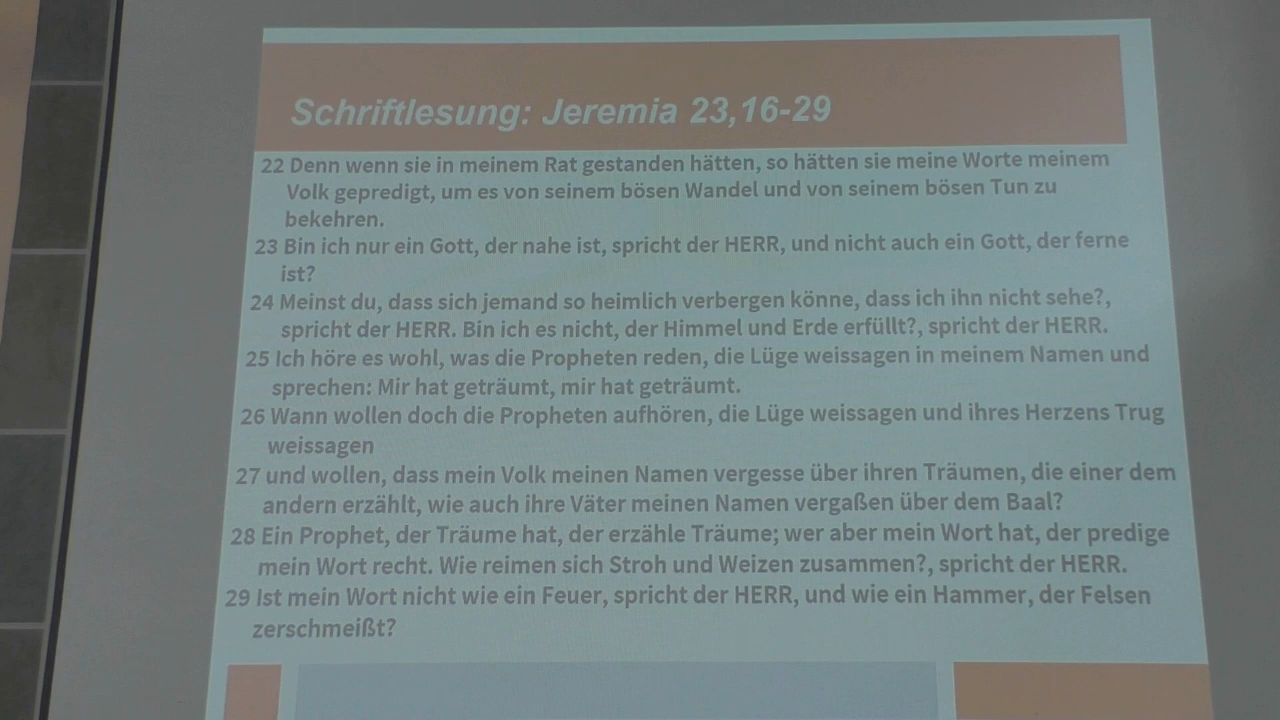 Schriftlesung: Jeremia 23,16-29
22 Denn wenn sie in meinem Rat gestanden hätten, so hätten sie meine Worte meinem
Volk gepredigt, um es von seinem bösen Wandel und von seinem bösen Tun zu
bekehren.
23 Bin ich nur ein Gott, der nahe ist, spricht der HERR, und nicht auch ein Gott, der ferne
ist?
24 Meinst du, dass sich jemand so heimlich verbergen könne, dass ich ihn nicht sehe?,
spricht der HERR. Bin ich es nicht, der Himmel und Erde erfüllt?, spricht der HERR.
25 Ich höre es wohl, was die Propheten reden, die Lüge weissagen in meinem Namen und
sprechen: Mir hat geträumt, mir hat geträumt.
26 Wann wollen doch die Propheten aufhören, die Lüge weissagen und ihres Herzens Trug
weissagen
27 und wollen, dass mein Volk meinen Namen vergesse über ihren Träumen, die einer dem
andern erzählt, wie auch ihre Väter meinen Namen vergaßen über dem Baal?
28 Ein Prophet, der Träume hat, der erzähle Träume; wer aber mein Wort hat, der predige
mein Wort recht. Wie reimen sich Stroh und Weizen zusammen?, spricht der HERR.
29 Ist mein Wort nicht wie ein Feuer, spricht der HERR, und wie ein Hammer, der Felsen
zerschmeißt?